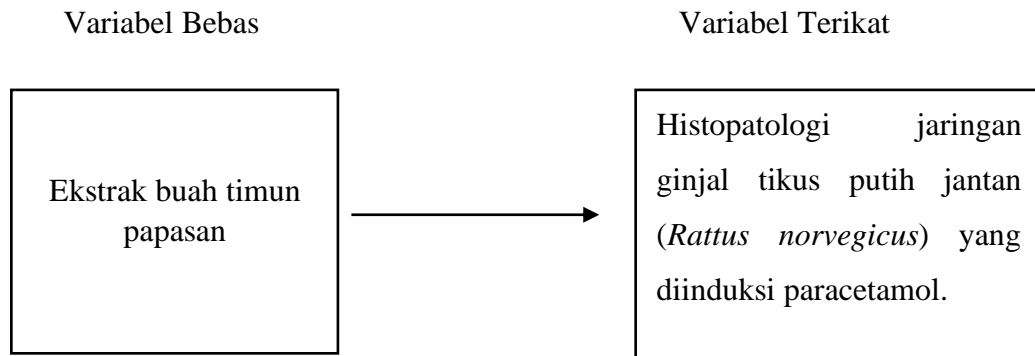 Variabel Bebas
Variabel Terikat
Ekstrak buah timun
papasan
Histopatologi jaringan
ginjal tikus putih jantan
(Rattus norvegicus) yang
diinduksi paracetamol.